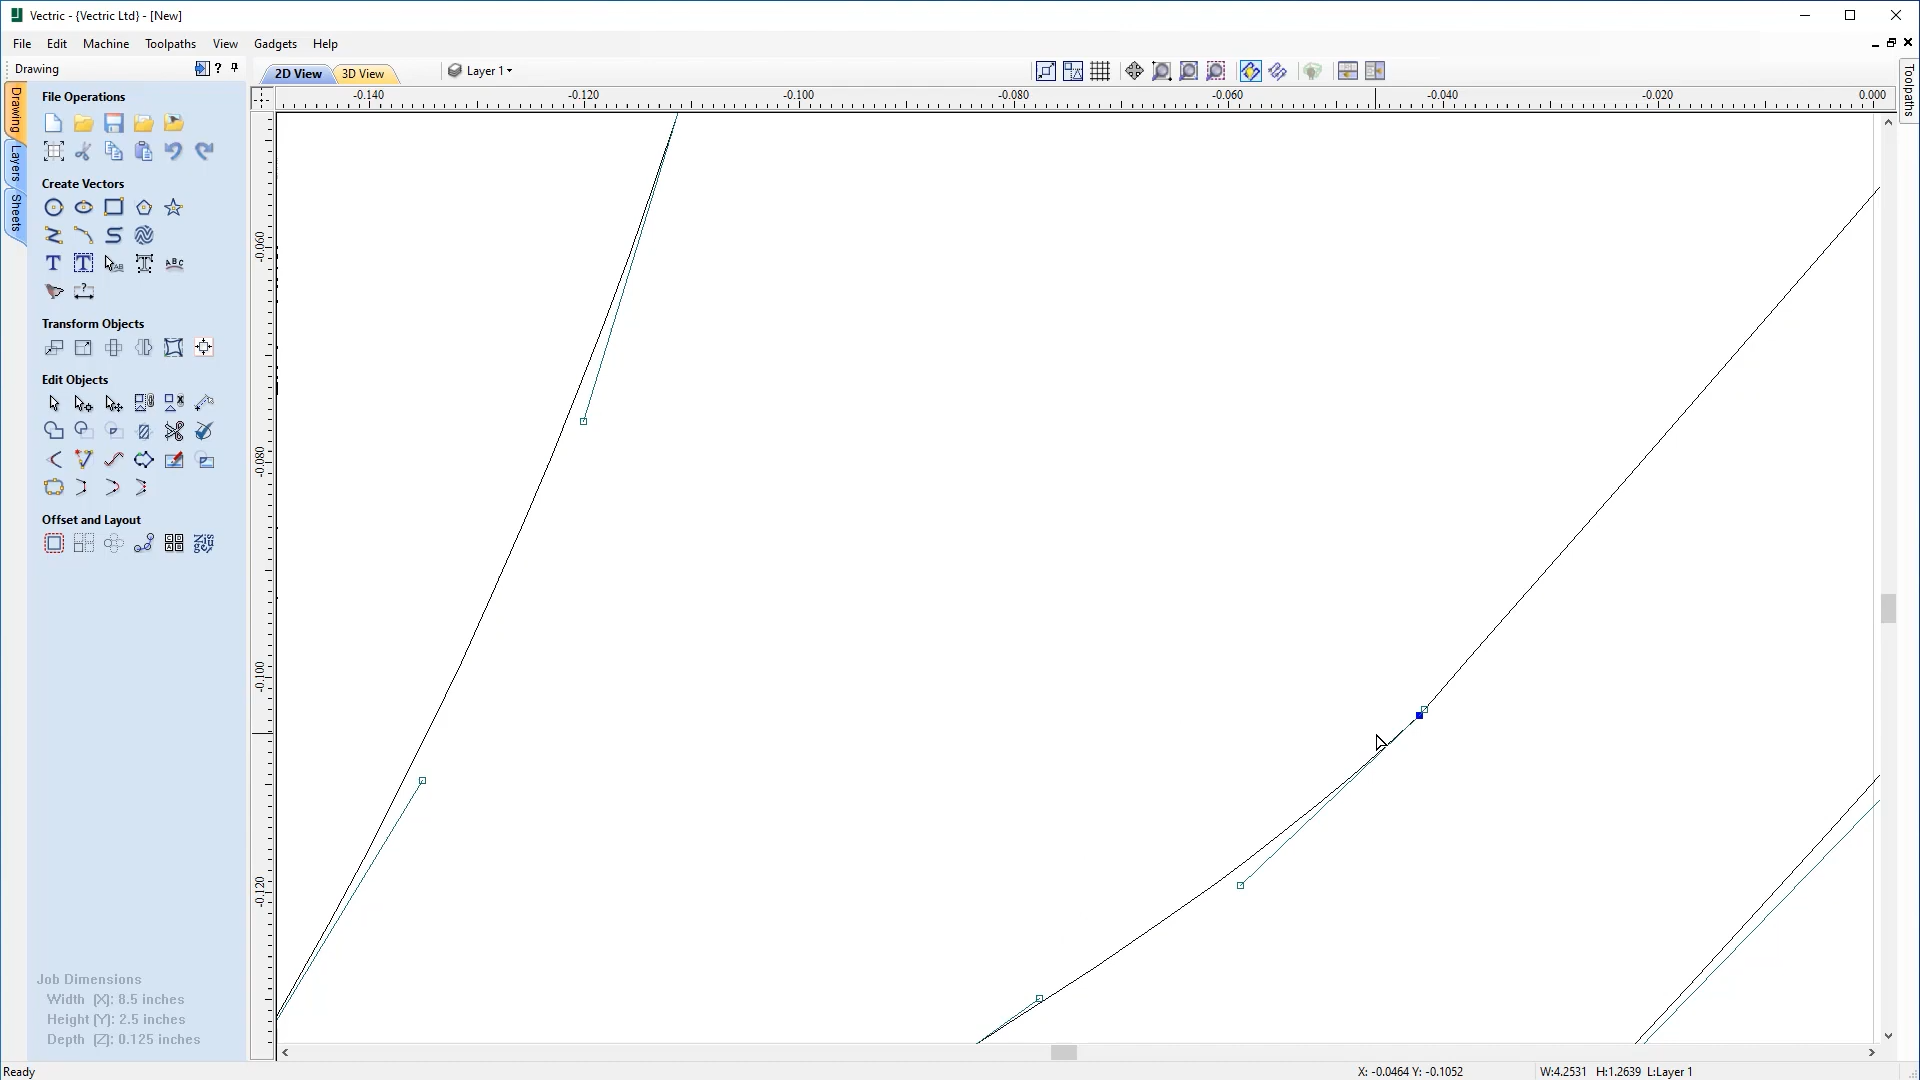 Vectric - {Vectric Ltd} - [New]
File Edit Machine Toolpaths View Gadgets Help
Drawing ?
2D View 3D View Layer 1
-0.140 -0.120 -0.100 -0.080 -0.060 -0.040 -0.020 0.000
Toolpaths
Drawing
Layers
Sheets
File Operations
Create Vectors
T T AB T ABC
?
Transform Objects
Edit Objects
Offset and Layout
-0.060
-0.080
-0.100
-0.120
Job Dimensions
Width (X): 8.5 inches
Height (Y): 2.5 inches
Depth (Z): 0.125 inches
Ready X: -0.0464 Y: -0.1052 W:4.2531 H:1.2639 L:Layer 1